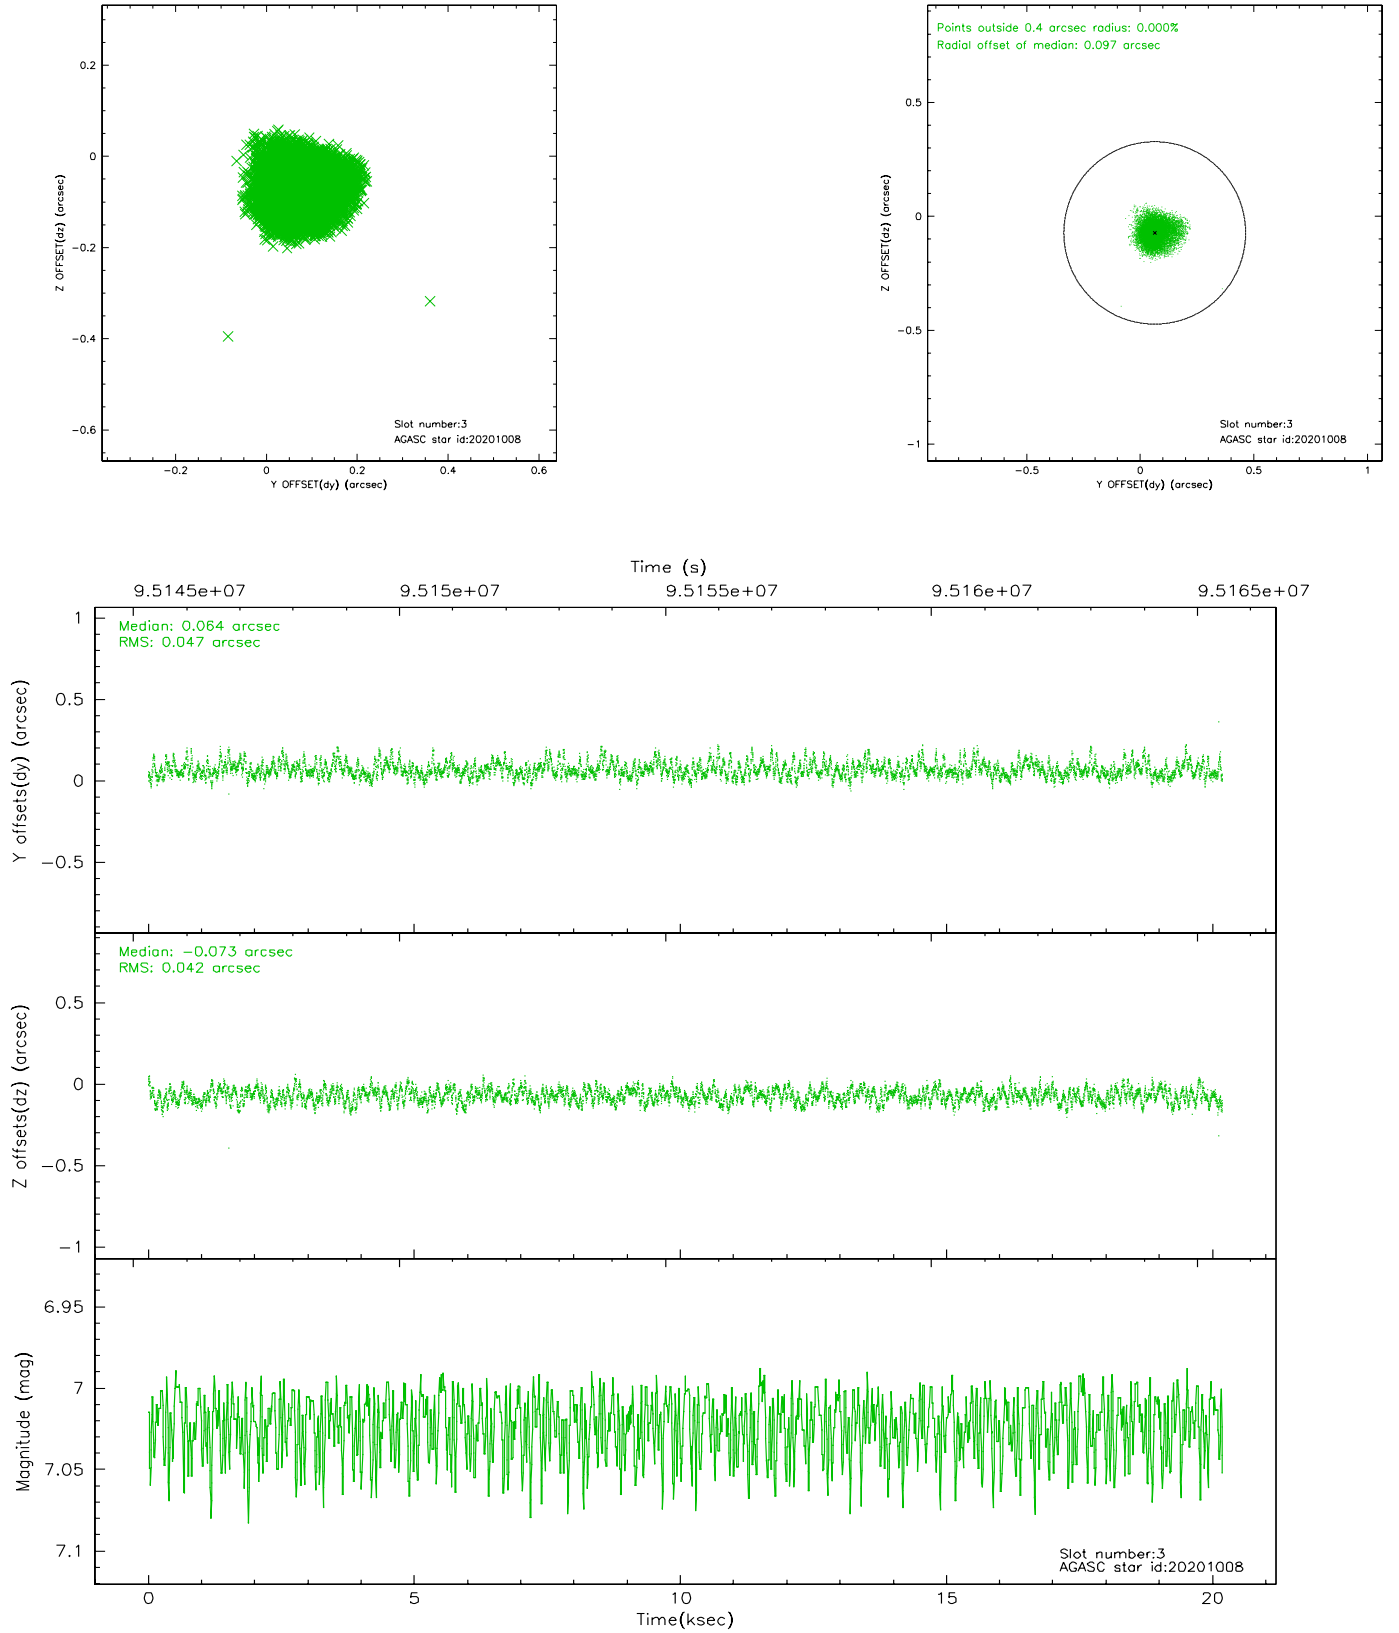 0.2
0
-0.2
-0.4
-0.6
-0.2
0
0.2
0.4
0.6
Z OFFSET(dz) (arcsec)
Y OFFSET(dy) (arcsec)
Slot number:3
AGASC star id:20201008
Points outside 0.4 arcsec radius: 0.000%
Radial offset of median: 0.097 arcsec
0.5
0
-0.5
-1
-0.5
0
0.5
1
Z OFFSET(dz) (arcsec)
Y OFFSET(dy) (arcsec)
Slot number:3
AGASC star id:20201008
Time (s)
9.5145e+07
9.515e+07
9.5155e+07
9.516e+07
9.5165e+07
Median: 0.064 arcsec
RMS: 0.047 arcsec
1
0.5
0
-0.5
Y offsets(dy) (arcsec)
Median: -0.073 arcsec
RMS: 0.042 arcsec
0.5
0
-0.5
-1
Z offsets(dz) (arcsec)
6.95
7
7.05
7.1
Magnitude (mag)
Slot number:3
AGASC star id:20201008
0
5
10
15
20
Time(ksec)